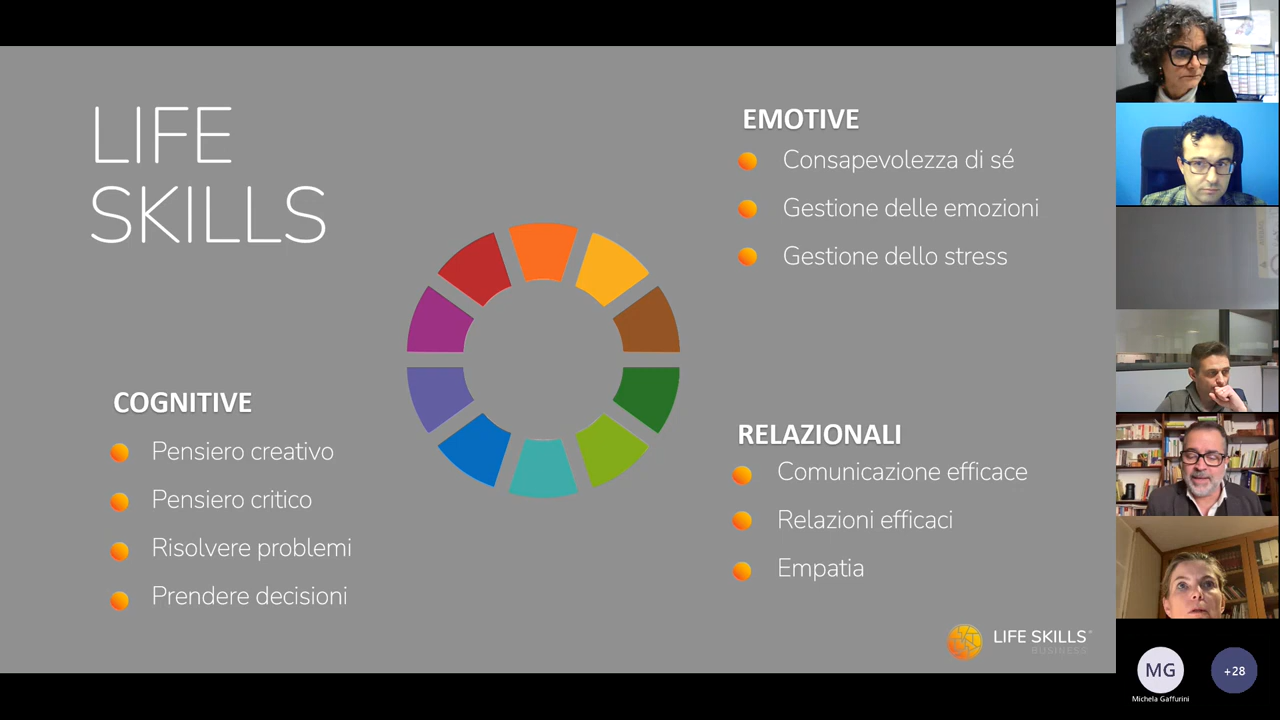 LIFE
SKILLS
EMOTIVE
Consapevolezza di sé
Gestione delle emozioni
Gestione dello stress
COGNITIVE
Pensiero creativo
Pensiero critico
Risolvere problemi
Prendere decisioni
RELAZIONALI
Comunicazione efficace
Relazioni efficaci
Empatia
LIFE SKILLS
BUSINESS
MG
+28
Michela Gaffurini